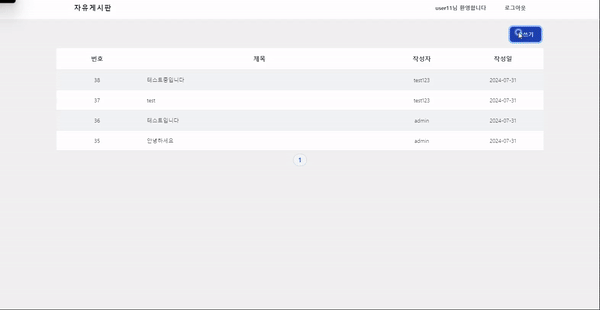 자유게시판 user11님 환영합니다 로그아웃
쓰기
번호 제목 작성자 작성일
38 테스트중입니다 test123 2024-07-31
37 test test123 2024-07-31
36 테스트입니다 admin 2024-07-31
35 안녕하세요 admin 2024-07-31
1